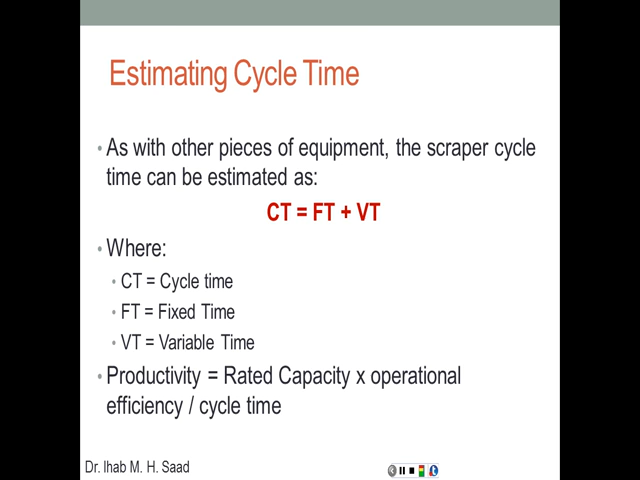 Estimating Cycle Time
• As with other pieces of equipment, the scraper cycle
time can be estimated as:
CT = FT + VT
• Where:
• CT = Cycle time
• FT = Fixed Time
• VT = Variable Time
• Productivity = Rated Capacity x operational
efficiency / cycle time
Dr. Ihab M. H. Saad